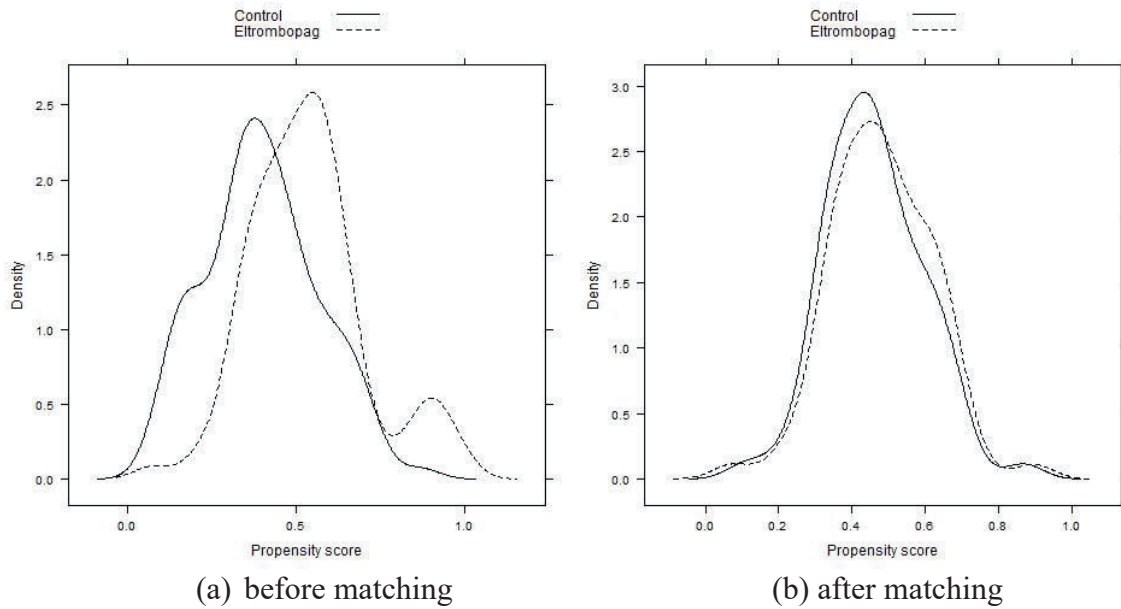 Control
Eltrombopag
2.5
2.0
1.5
1.0
0.5
0.0
Density
0.0 0.5 1.0
Propensity score
(a) before matching
Control
Eltrombopag
3.0
2.5
2.0
1.5
1.0
0.5
0.0
Density
0.0 0.2 0.4 0.6 0.8 1.0
Propensity score
(b) after matching